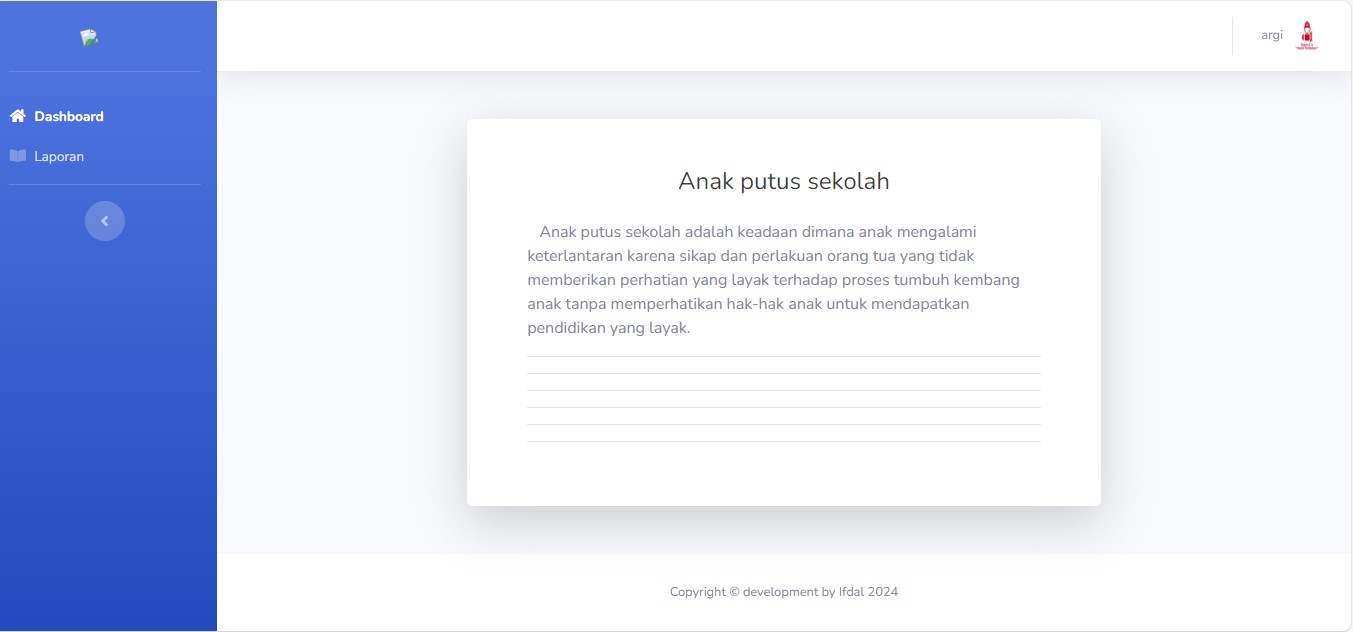 argi
Dashboard
Laporan
Anak putus sekolah
Anak putus sekolah adalah keadaan dimana anak mengalami
keterlantaran karena sikap dan perlakuan orang tua yang tidak
memberikan perhatian yang layak terhadap proses tumbuh kembang
anak tanpa memperhatikan hak-hak anak untuk mendapatkan
pendidikan yang layak.
Copyright © development by Ifdal 2024